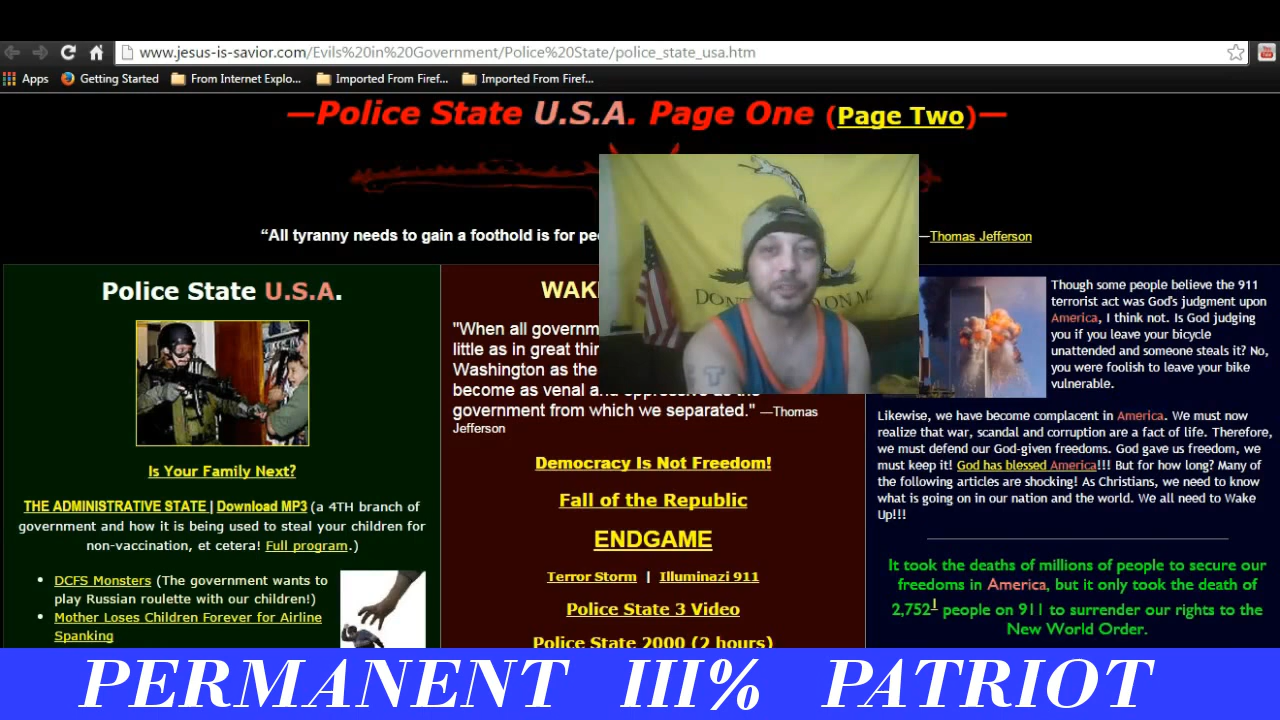 www.jesus-is-savior.com/Evils%20in%20Government/Police%20State/police_state_usa.htm
Apps Getting Started From Internet Explo... Imported From Firef... Imported From Firef...
—Police State U.S.A. Page One (Page Two)—
“All tyranny needs to gain a foothold is for —Thomas Jefferson
Police State U.S.A.
Is Your Family Next?
THE ADMINISTRATIVE STATE | Download MP3 (a 4TH branch of
government and how it is being used to steal your children for
non-vaccination, et cetera! Full program.)
• DCFS Monsters (The government wants to
play Russian roulette with our children!)
• Mother Loses Children Forever for Airline
Spanking
"When all
little as in great
Washington as the
become as venal
government from which we separated." —Thomas
Jefferson
Democracy Is Not Freedom!
Fall of the Republic
ENDGAME
Terror Storm | Illuminazi 911
Police State 3 Video
Police State 2000 (2 hours)
DON'T ON ME
Though some people believe the 911
terrorist act was God's judgment upon
America, I think not. Is God judging
you if you leave your bicycle
unattended and someone steals it? No,
you were foolish to leave your bike
vulnerable.
Likewise, we have become complacent in America. We must now
realize that war, scandal and corruption are a fact of life. Therefore,
we must defend our God-given freedoms. God gave us freedom, we
must keep it! God has blessed America!!! But for how long? Many of
the following articles are shocking! As Christians, we need to know
what is going on in our nation and the world. We all need to Wake
Up!!!
It took the deaths of millions of people to secure our
freedoms in America, but it only took the death of
2,7521 people on 911 to surrender our rights to the
New World Order.
PERMANENT III% PATRIOT